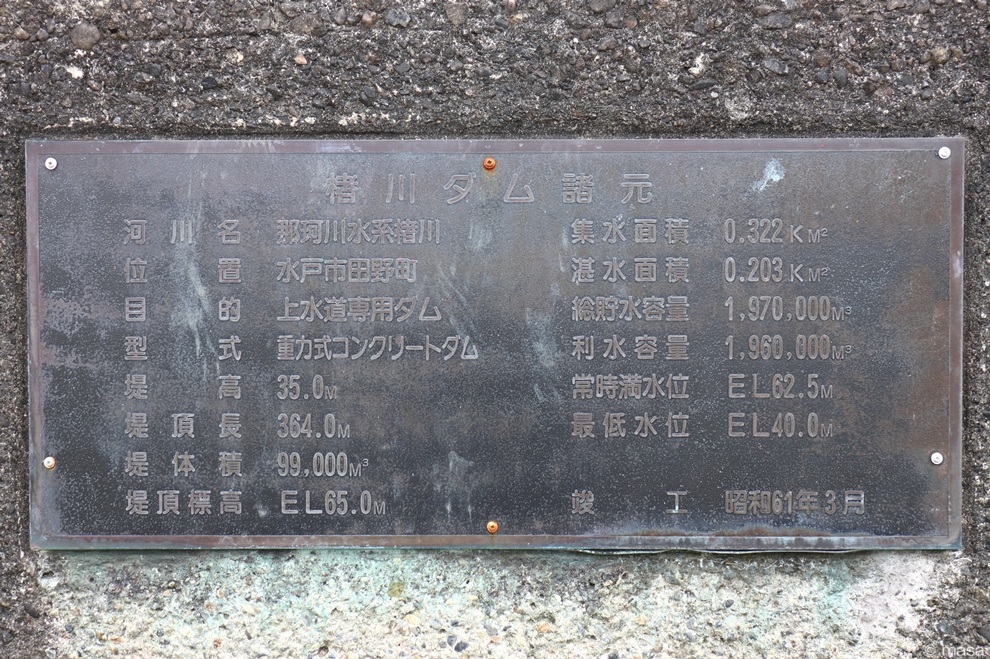 楮川ダム諸元
河川名 那珂川水系楮川
位置 水戸市田野町
目的 上水道専用ダム
型式 重力式コンクリートダム
堤高 35.0M
堤頂長 364.0M
堤体積 99,000M³
堤頂標高 EL65.0M
集水面積 0.322KM²
湛水面積 0.203KM²
総貯水容量 1,970,000M³
利水容量 1,960,000M³
常時満水位 EL62.5M
最低水位 EL40.0M
竣工 昭和61年3月
© masa